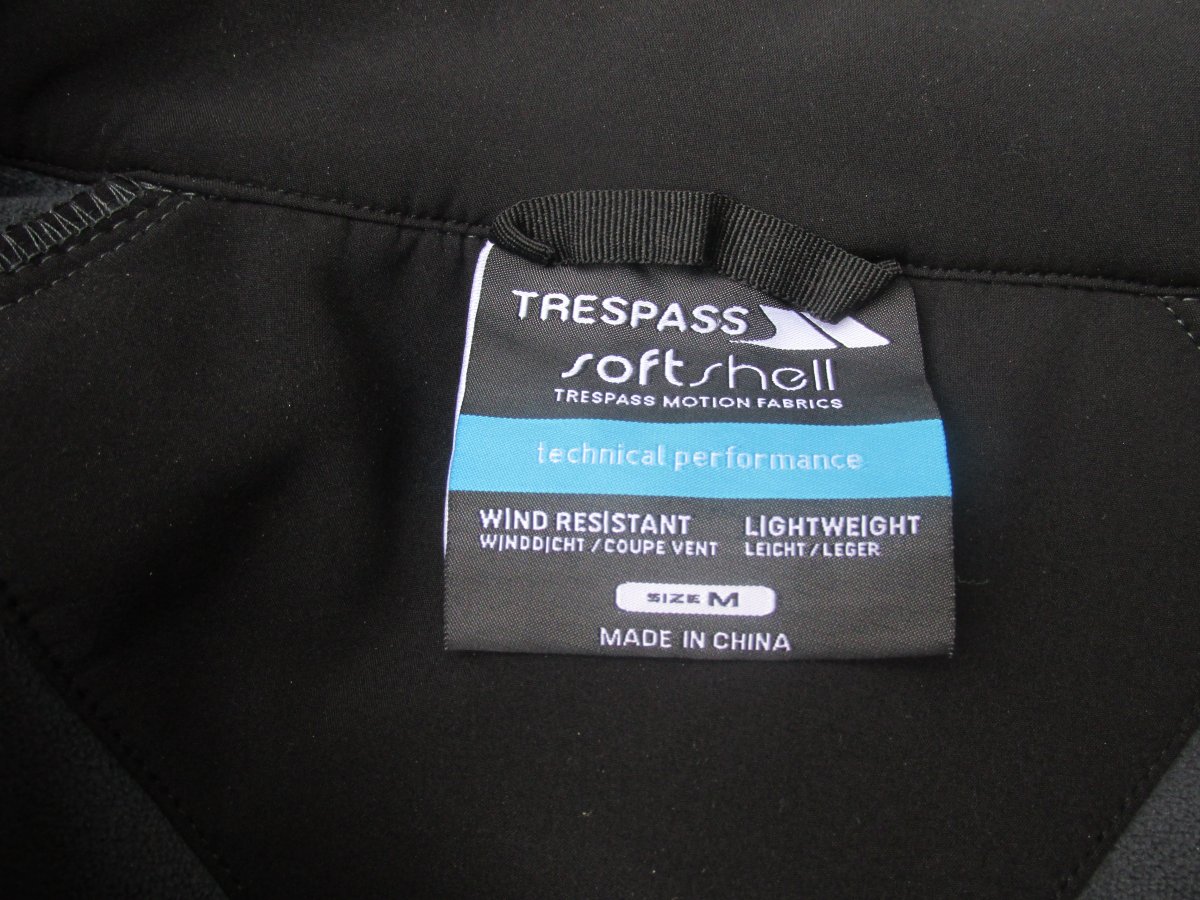 TRESPASS
softshell
TRESPASS MOTION FABRICS
technical performance
WIND RESISTANT
WINDDICHT / COUPE VENT
LIGHTWEIGHT
LEICHT / LEGER
SIZE M
MADE IN CHINA